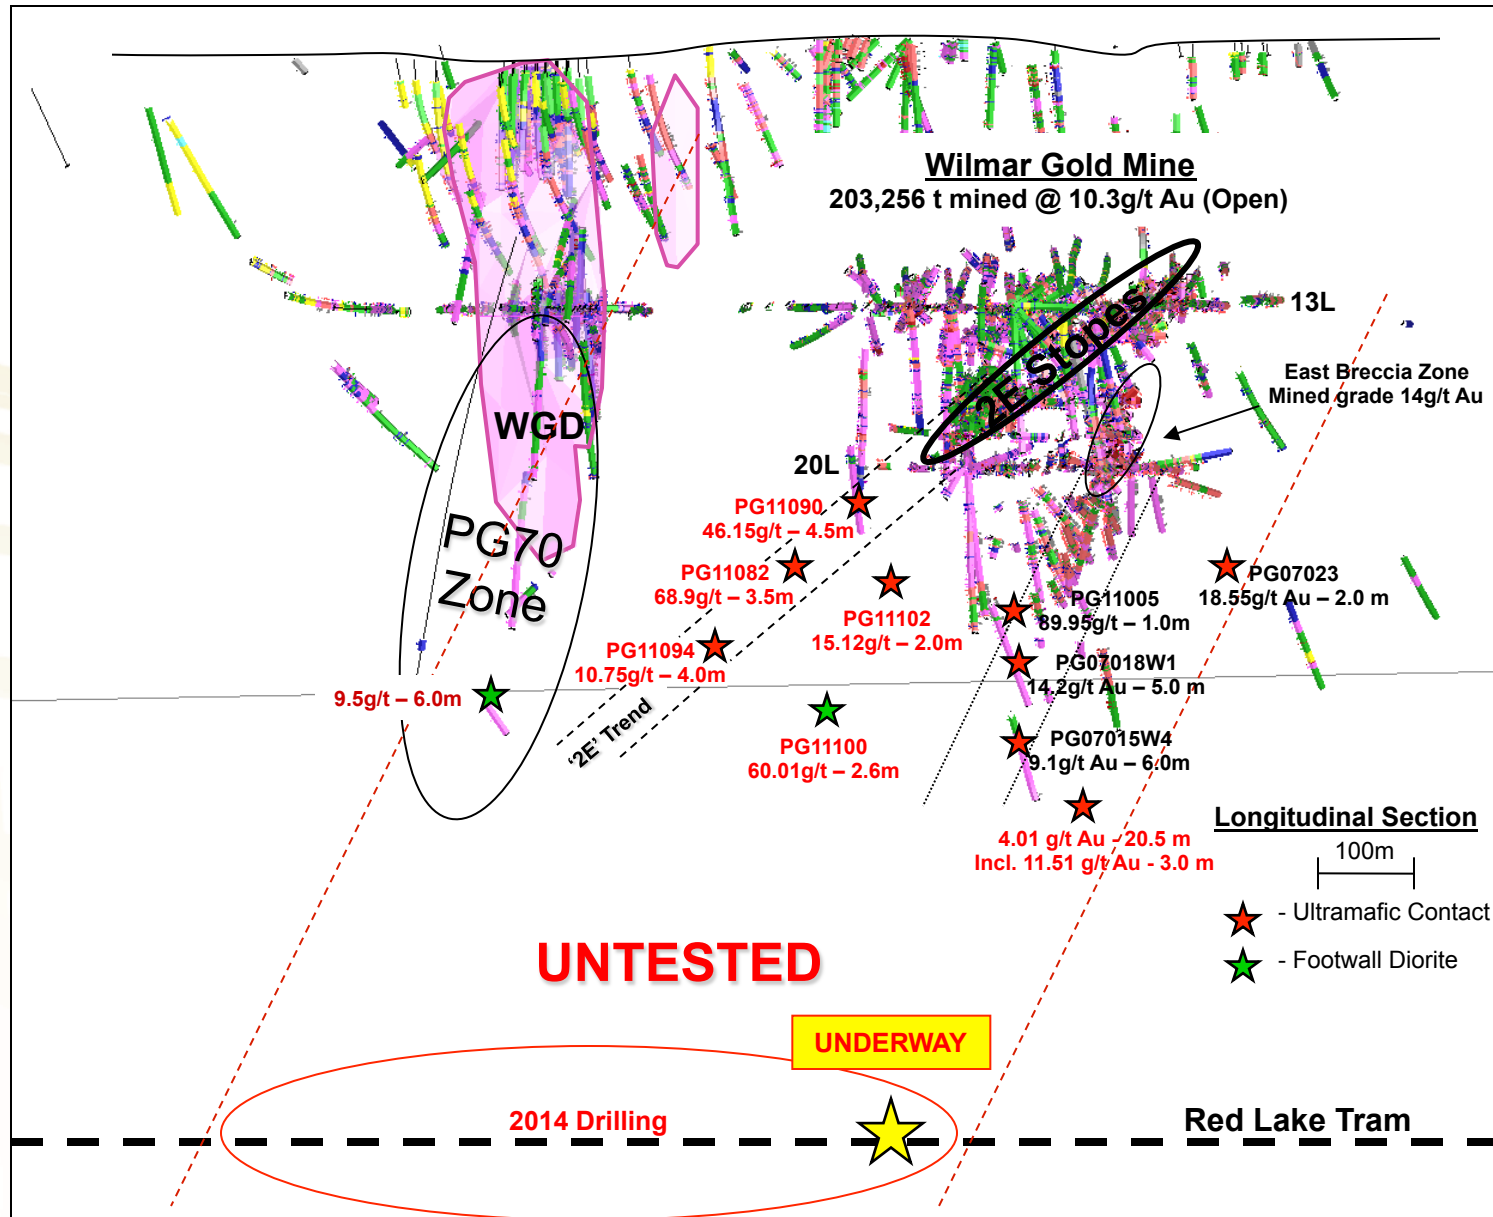 Wilmar Gold Mine
203,256 t mined @ 10.3g/t Au (Open)
13L
2E Stopes
East Breccia Zone
Mined grade 14g/t Au
WGD
20L
PG11090
46.15g/t – 4.5m
PG70
Zone
PG11082
68.9g/t – 3.5m
PG11102
15.12g/t – 2.0m
PG11005
89.95g/t – 1.0m
PG07023
18.55g/t Au – 2.0 m
PG11094
10.75g/t – 4.0m
PG07018W1
14.2g/t Au – 5.0 m
9.5g/t – 6.0m
‘2E’ Trend
PG11100
60.01g/t – 2.6m
PG07015W4
9.1g/t Au – 6.0m
4.01 g/t Au - 20.5 m
Incl. 11.51 g/t Au - 3.0 m
Longitudinal Section
100m
- Ultramafic Contact
- Footwall Diorite
UNTESTED
UNDERWAY
2014 Drilling
Red Lake Tram